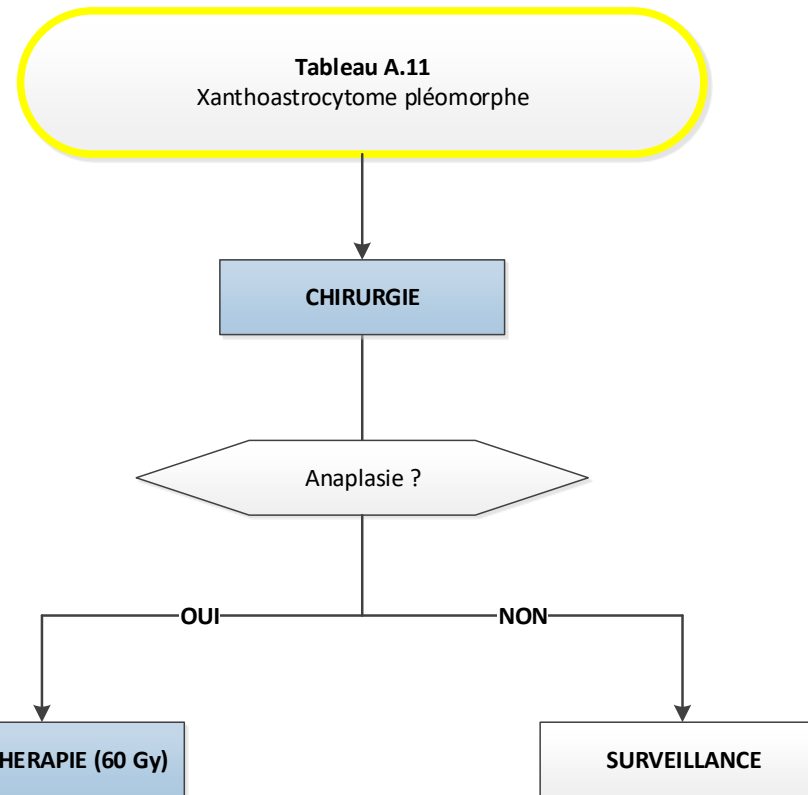 Tableau A.11
Xanthoastrocytome pléomorphe
CHIRURGIE
Anaplasie ?
OUI
NON
HERAPIE (60 Gy)
SURVEILLANCE